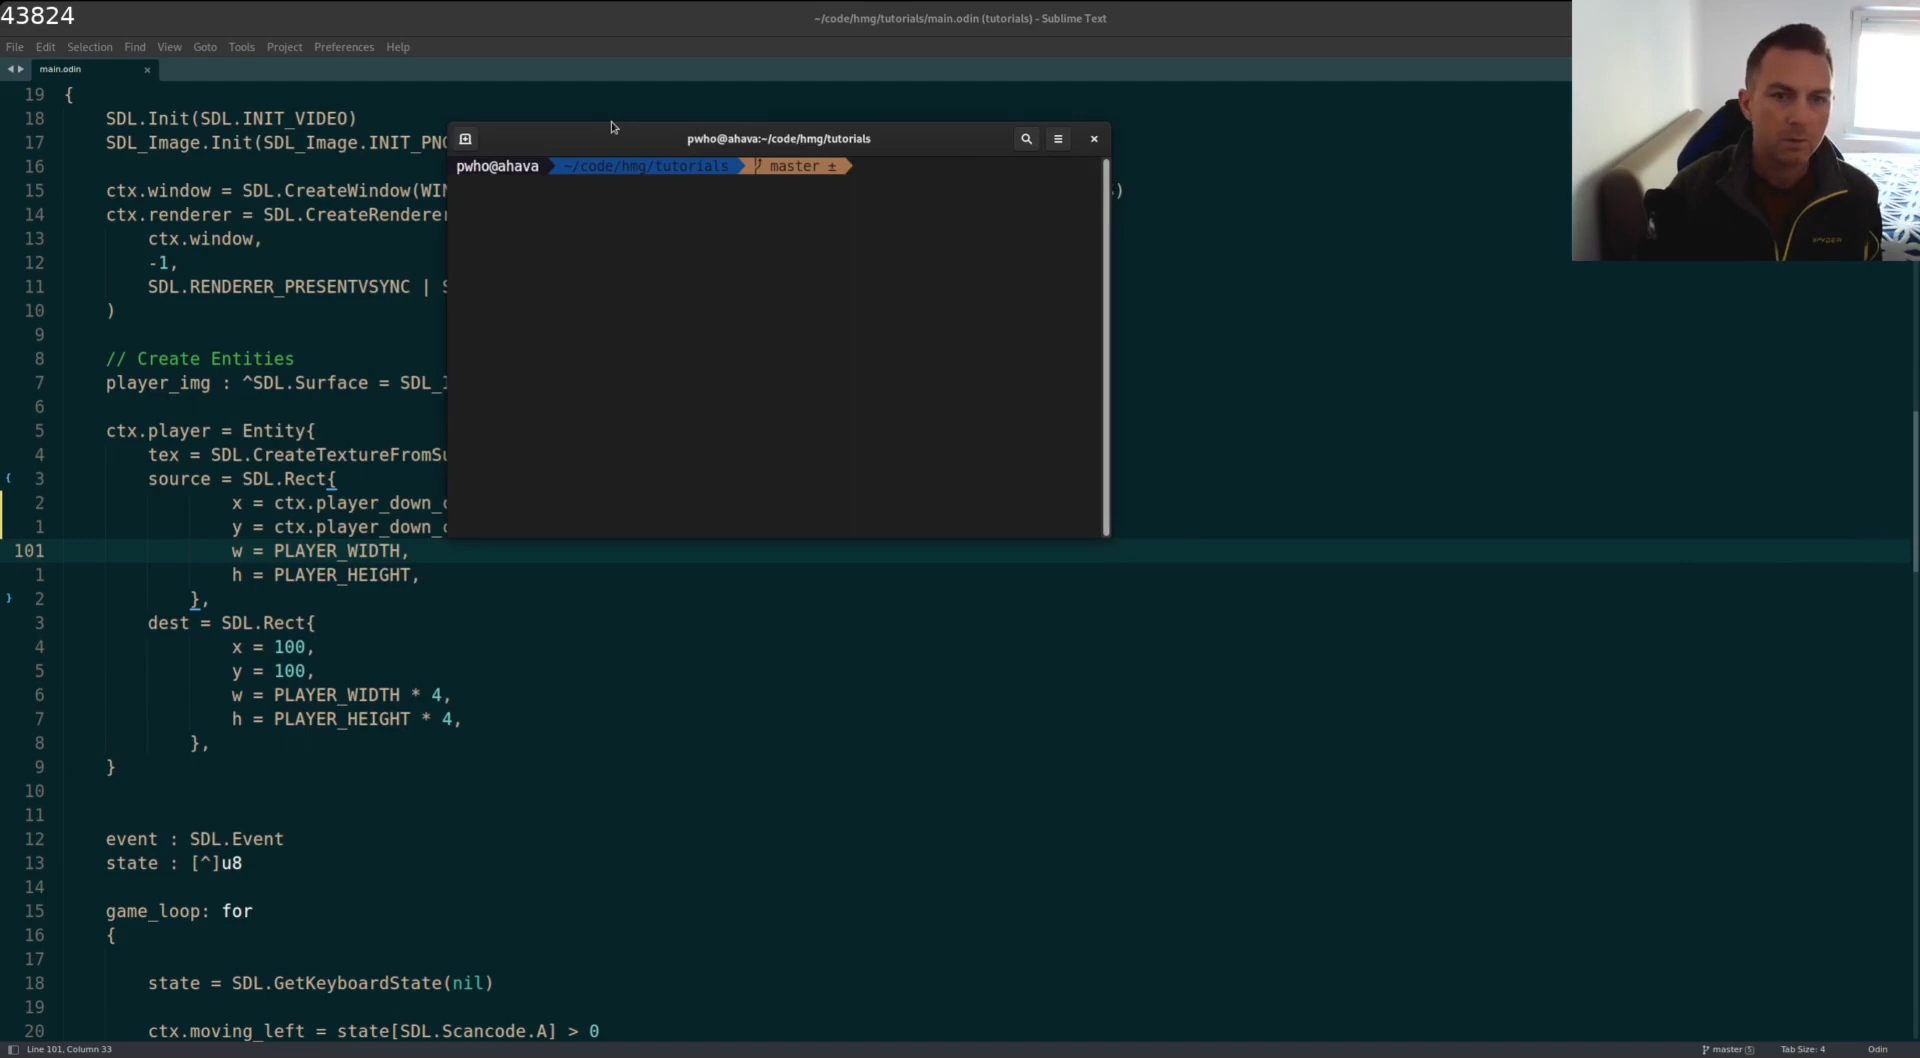 43824
~/code/hmg/tutorials/main.odin (tutorials) - Sublime Text
File Edit Selection Find View Goto Tools Project Preferences Help
main.odin
19 {
18 SDL.Init(SDL.INIT_VIDEO)
17 SDL_Image.Init(SDL_Image.INIT_PNG
16
15 ctx.window = SDL.CreateWindow(WIN )
14 ctx.renderer = SDL.CreateRenderer
13 ctx.window,
12 -1,
11 SDL.RENDERER_PRESENTVSYNC |
10 )
9
8 // Create Entities
7 player_img : ^SDL.Surface = SDL_
6
5 ctx.player = Entity{
4 tex = SDL.CreateTextureFromSu
3 source = SDL.Rect{
2 x = ctx.player_down_
1 y = ctx.player_down_
101 w = PLAYER_WIDTH,
1 h = PLAYER_HEIGHT,
2 },
3 dest = SDL.Rect{
4 x = 100,
5 y = 100,
6 w = PLAYER_WIDTH * 4,
7 h = PLAYER_HEIGHT * 4,
8 },
9 }
10
11
12 event : SDL.Event
13 state : [^]u8
14
15 game_loop: for
16 {
17
18 state = SDL.GetKeyboardState(nil)
19
20 ctx.moving_left = state[SDL.Scancode.A] > 0
pwho@ahava:~/code/hmg/tutorials
pwho@ahava ~/code/hmg/tutorials master ±
Line 101, Column 33
master 5
Tab Size: 4
Odin